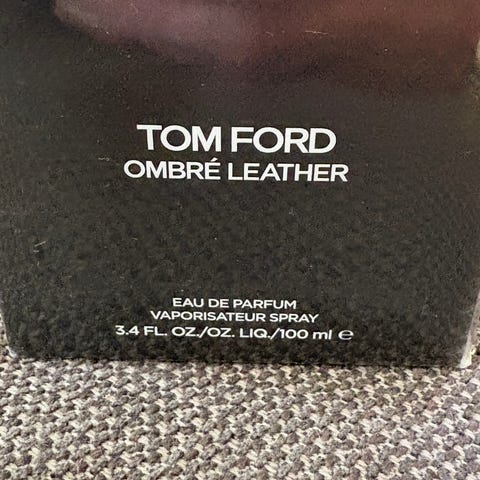 TOM FORD
OMBRÉ LEATHER
EAU DE PARFUM
VAPORISATEUR SPRAY
3.4 FL. OZ./OZ. LIQ./100 ml ℮